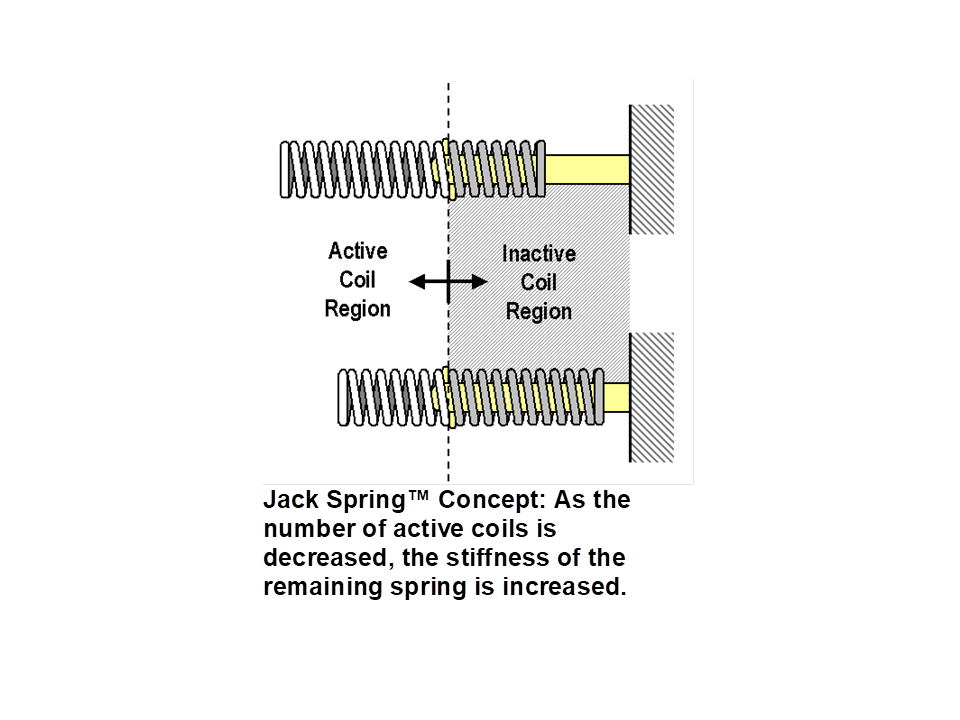 Active
Coil
Region
Inactive
Coil
Region
Jack Spring™ Concept: As the
number of active coils is
decreased, the stiffness of the
remaining spring is increased.